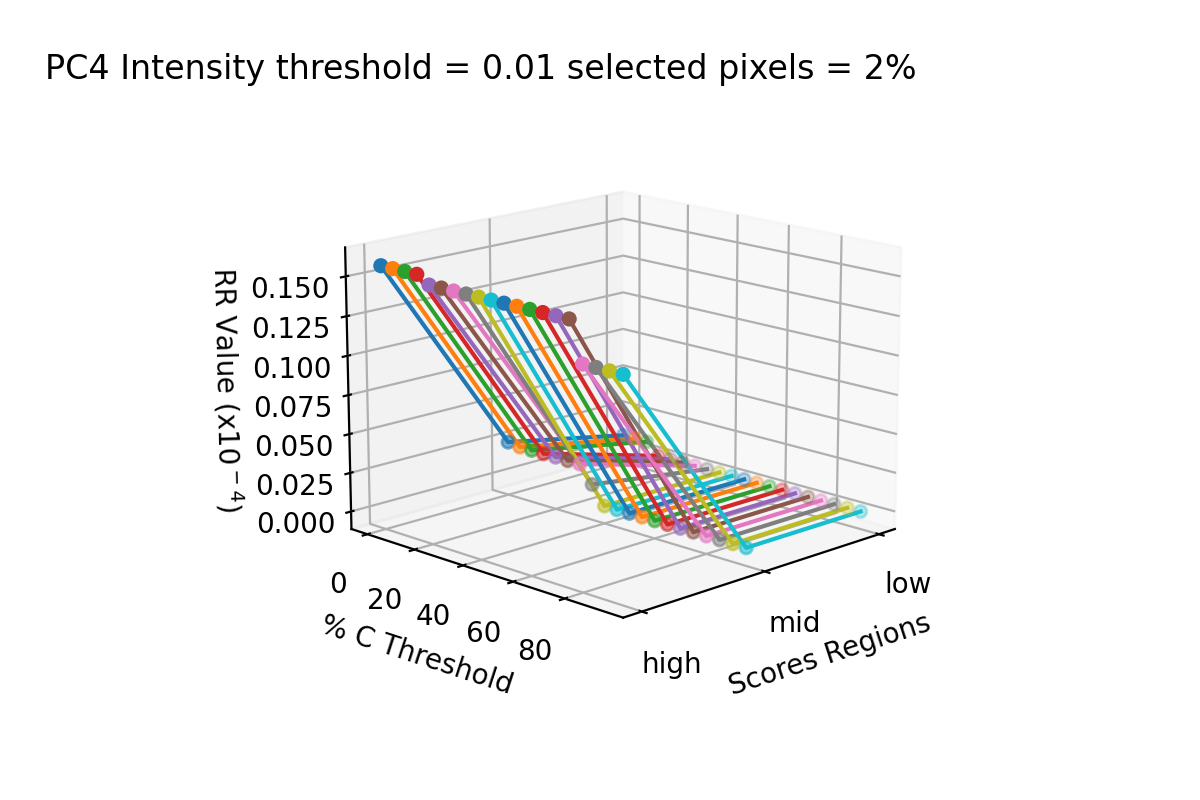 PC4 Intensity threshold = 0.01 selected pixels = 2%
RR Value (x10⁻⁴)
0.150
0.125
0.100
0.075
0.050
0.025
0.000
0
20
40
60
80
% C Threshold
high
mid
low
Scores Regions